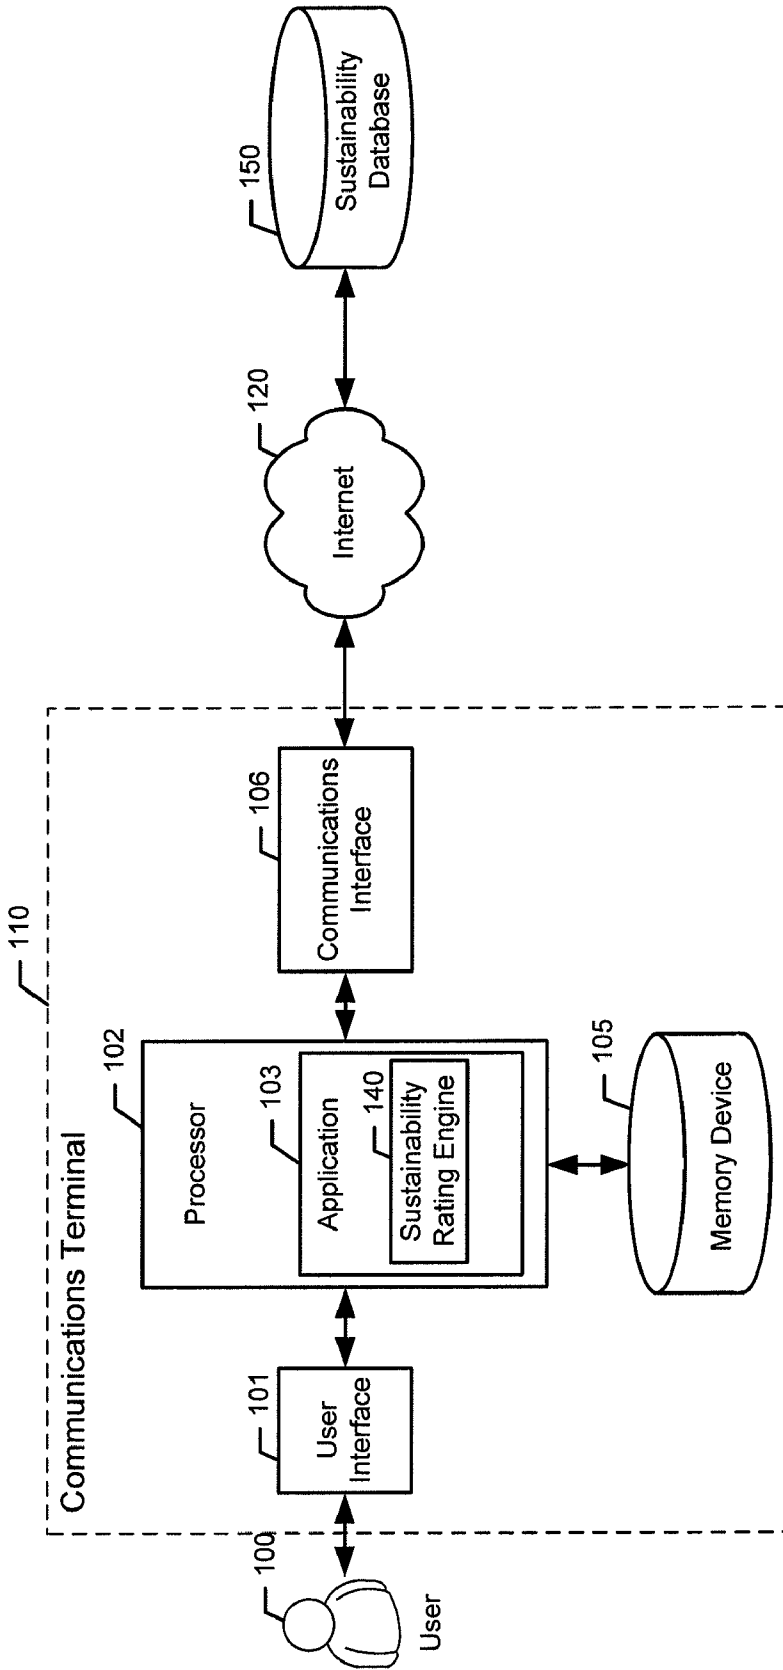 110
Communications Terminal
100
User
101
User
Interface
102
Processor
103
Application
140
Sustainability
Rating Engine
105
Memory Device
106
Communications
Interface
120
Internet
150
Sustainability
Database